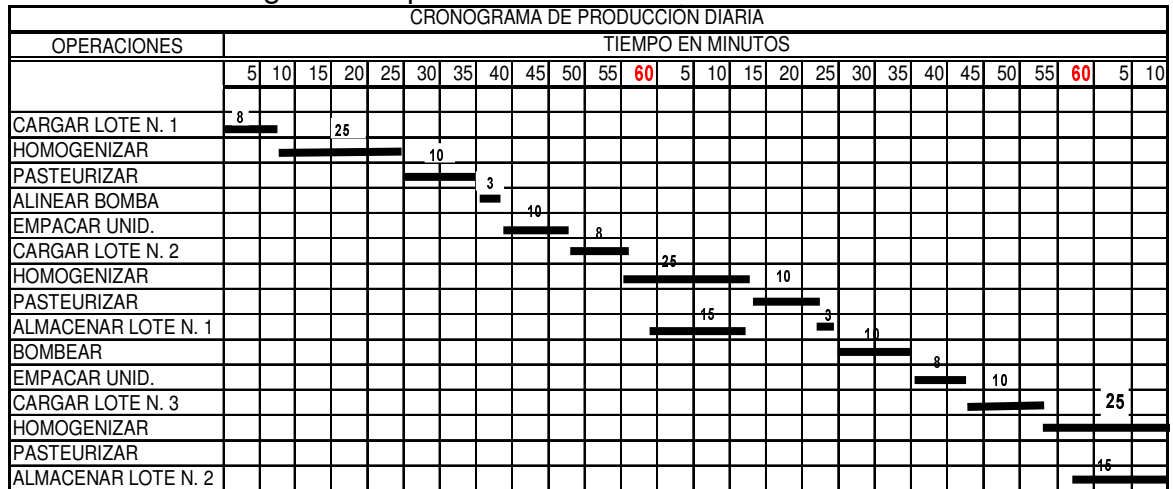 CRONOGRAMA DE PRODUCCION DIARIA
OPERACIONES TIEMPO EN MINUTOS
5 10 15 20 25 30 35 40 45 50 55 60 5 10 15 20 25 30 35 40 45 50 55 60 5 10
CARGAR LOTE N. 1 8 25
HOMOGENIZAR 10
PASTEURIZAR 3
ALINEAR BOMBA 10
EMPACAR UNID. 8
CARGAR LOTE N. 2 25
HOMOGENIZAR 10
PASTEURIZAR 15 3
ALMACENAR LOTE N. 1 10
BOMBEAR 8
EMPACAR UNID. 10
CARGAR LOTE N. 3 25
HOMOGENIZAR
PASTEURIZAR 15
ALMACENAR LOTE N. 2